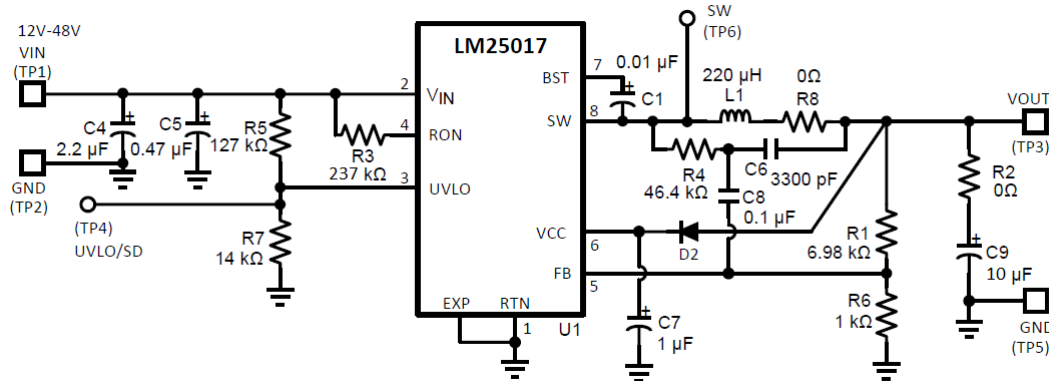 12V-48V
VIN
(TP1)
GND
(TP2)
C4
2.2 µF
C5
0.47 µF
R5
127
kΩ
R3
237 kΩ
(TP4)
UVLO/SD
R7
14 kΩ
LM25017
2
VIN
4
RON
3
UVLO
BST
7
SW
8
VCC
6
FB
5
EXP
RTN
1
U1
0.01 µF
+
C1
SW
(TP6)
220 µH
L1
0Ω
R8
R4
46.4 kΩ
C6
3300 pF
C8
0.1 µF
D2
+
C7
1 µF
R1
6.98 kΩ
R6
1 kΩ
VOUT
(TP3)
R2
0Ω
+
C9
10 µF
GND
(TP5)